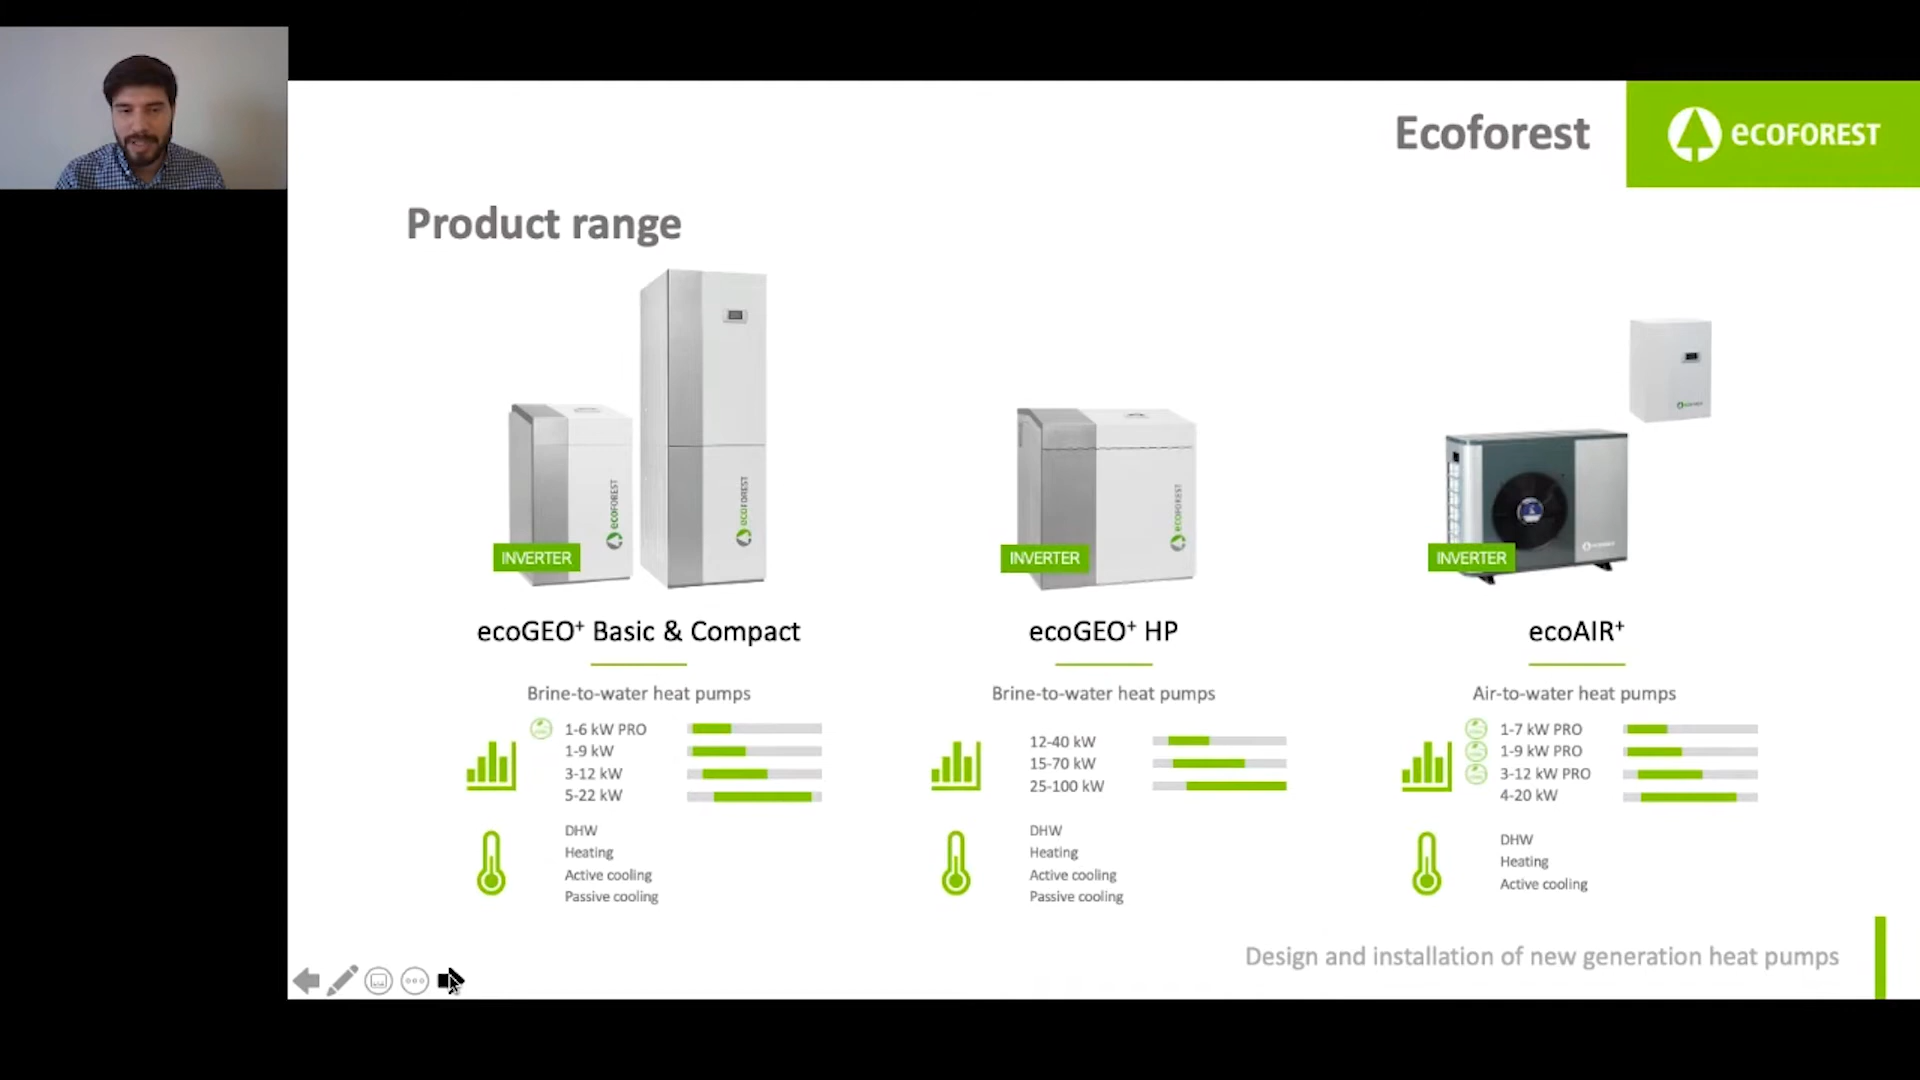 Ecoforest
ecoFOREST
Product range
ecoFOREST
ecoFOREST
INVERTER
ecoGEO⁺ Basic & Compact
Brine-to-water heat pumps
1-6 kW PRO
1-9 kW
3-12 kW
5-22 kW
DHW
Heating
Active cooling
Passive cooling
ecoFOREST
INVERTER
ecoGEO⁺ HP
Brine-to-water heat pumps
12-40 kW
15-70 kW
25-100 kW
DHW
Heating
Active cooling
Passive cooling
INVERTER
ecoAIR⁺
Air-to-water heat pumps
1-7 kW PRO
1-9 kW PRO
3-12 kW PRO
4-20 kW
DHW
Heating
Active cooling
Design and installation of new generation heat pumps